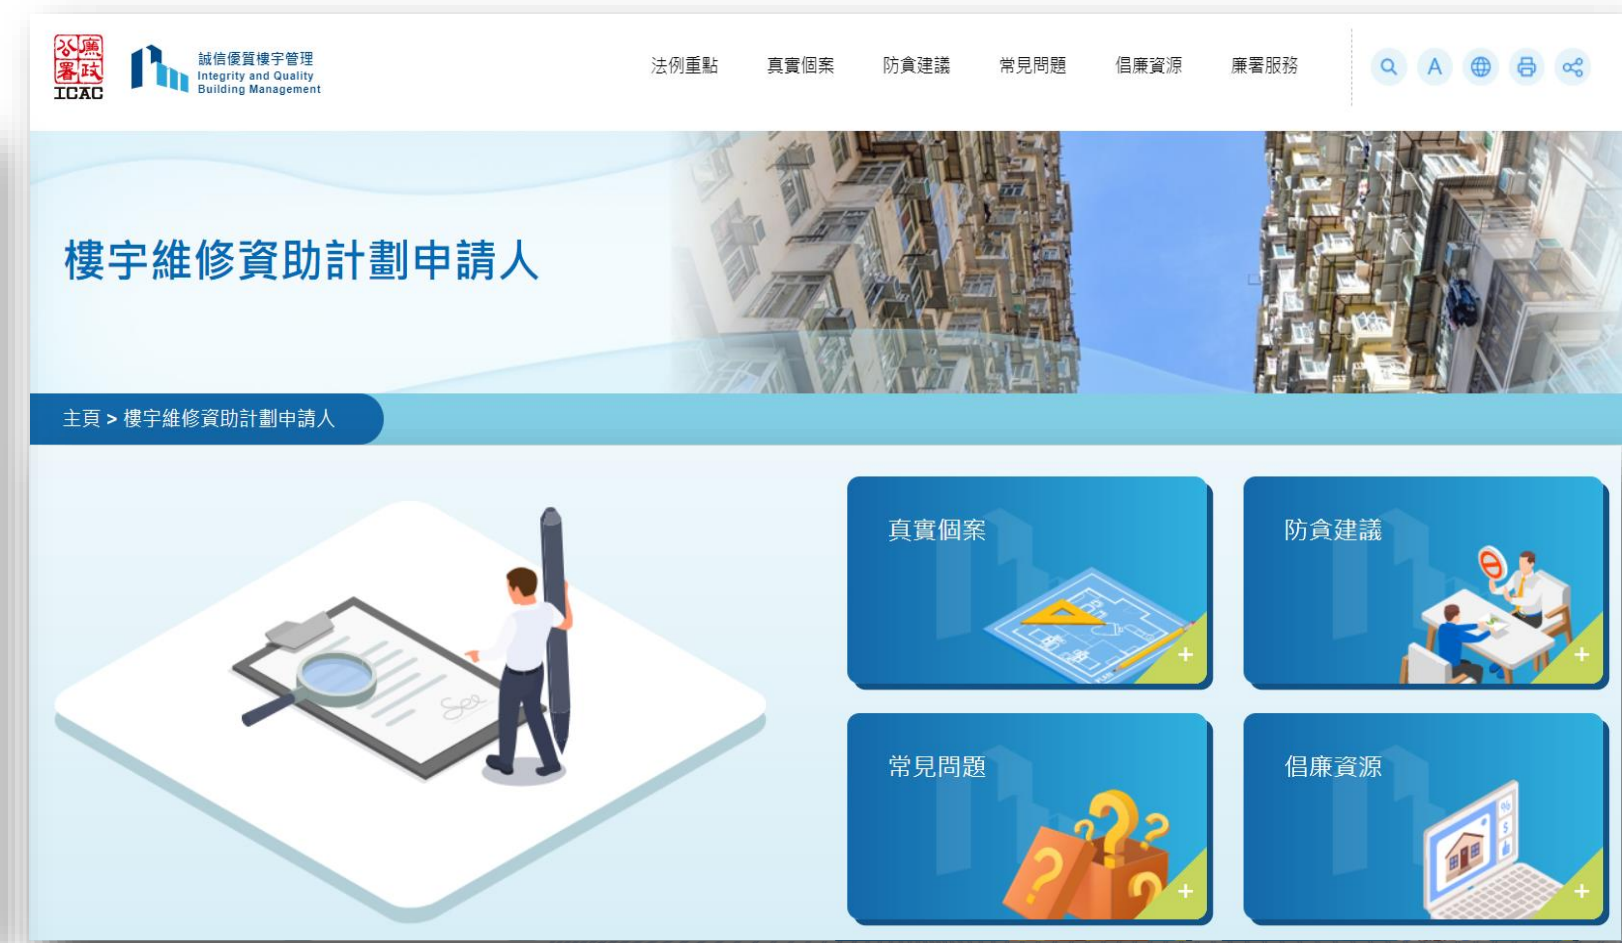 廉政公署
ICAC
誠信優質樓宇管理
Integrity and Quality
Building Management
法例重點
真實個案
防貪建議
常見問題
倡廉資源
廉署服務
A
樓宇維修資助計劃申請人
主頁 > 樓宇維修資助計劃申請人
真實個案
PLAN
+
防貪建議
+
常見問題
? ? ? ? ?
+
倡廉資源
%
$
+